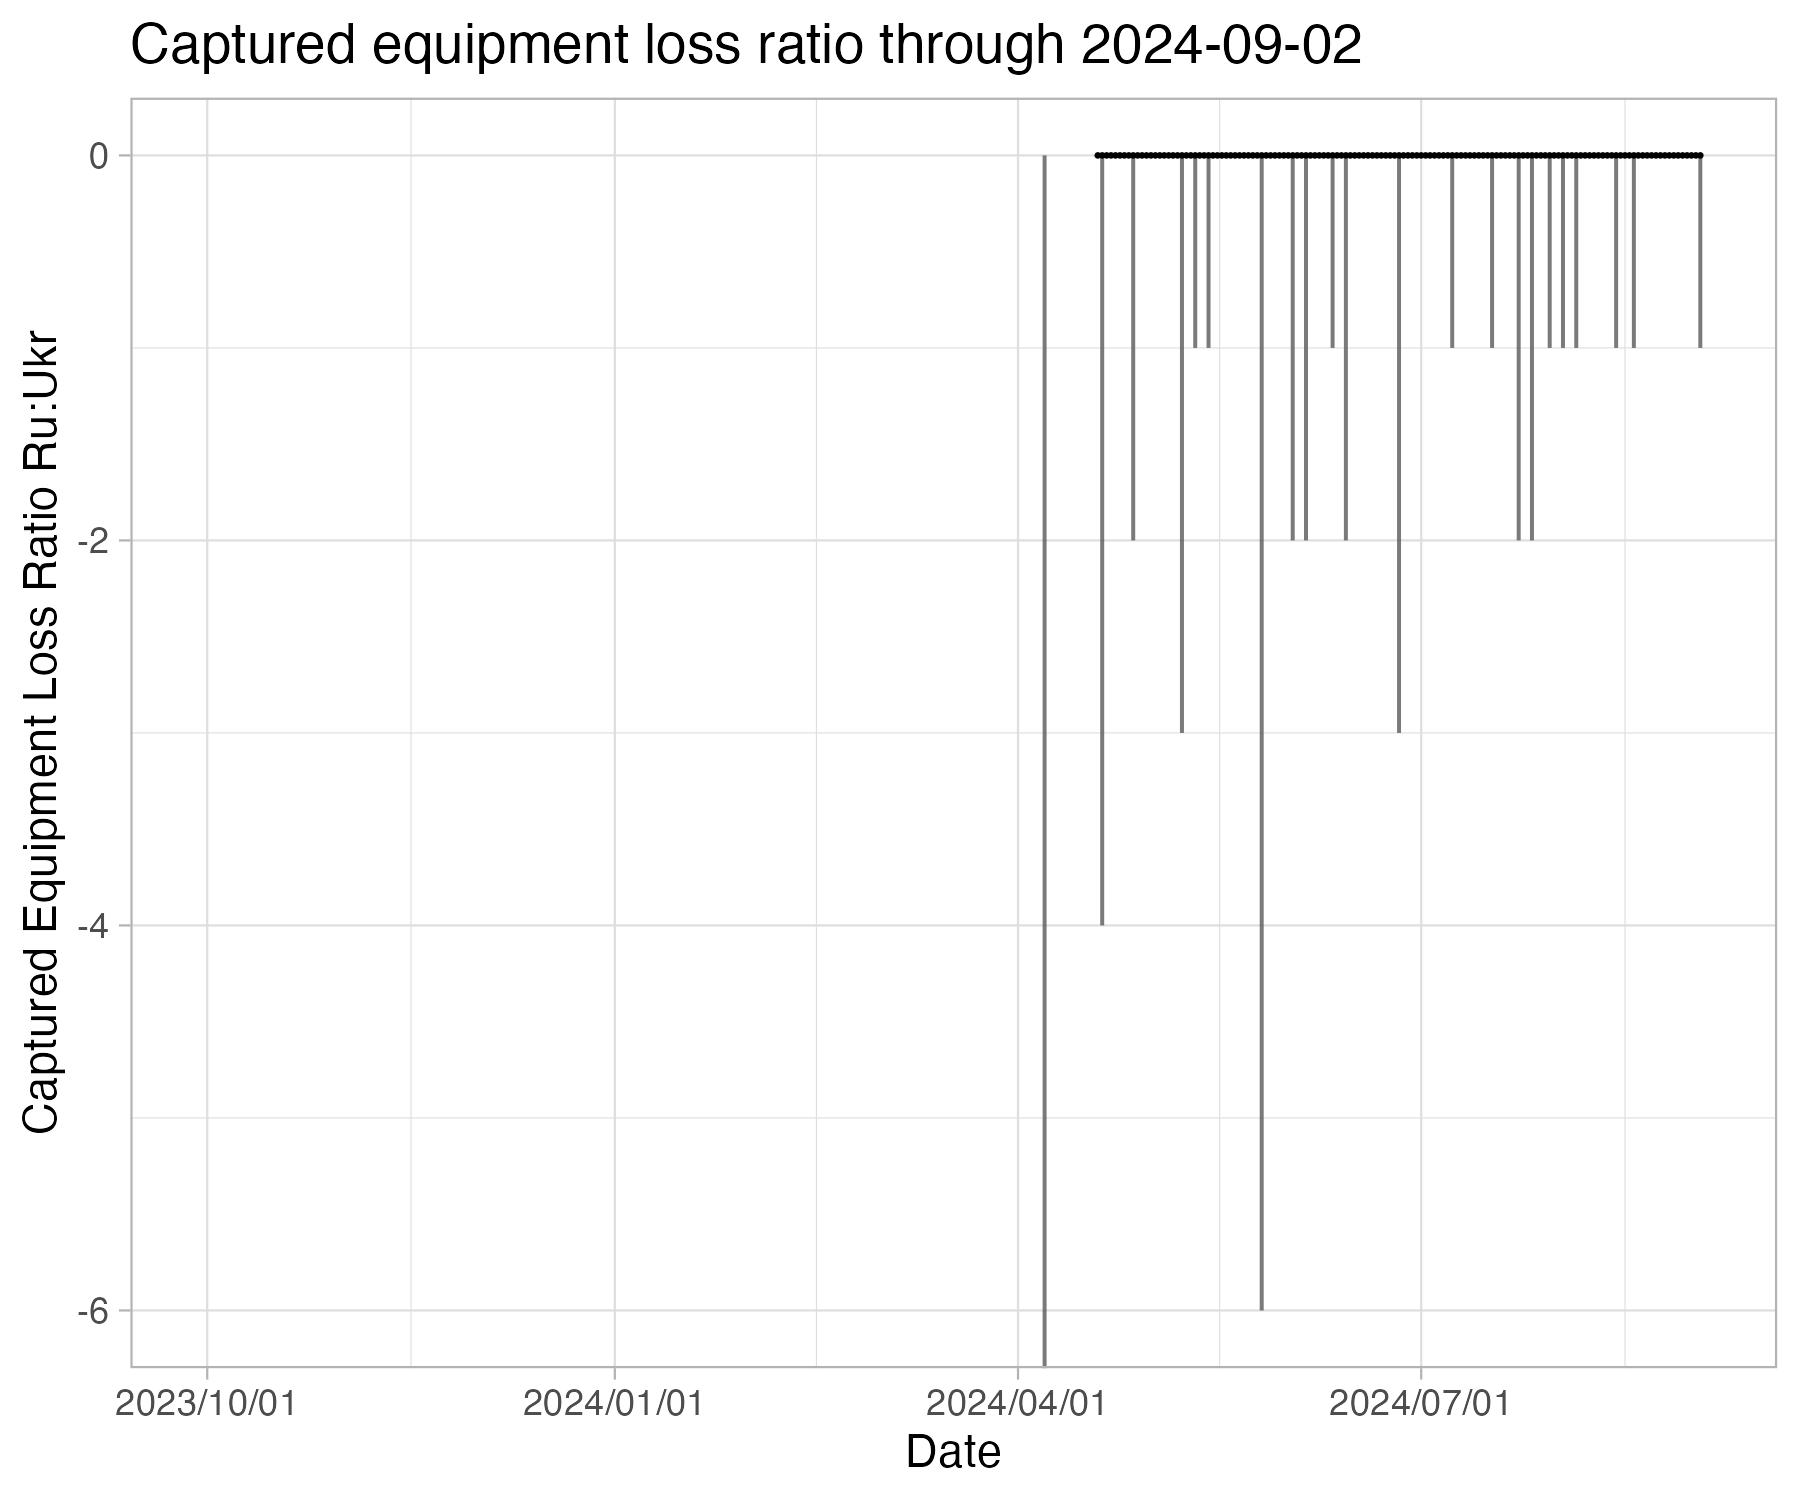 Captured equipment loss ratio through 2024-09-02
Captured Equipment Loss Ratio Ru:Ukr
0
-2
-4
-6
2023/10/01
2024/01/01
2024/04/01
2024/07/01
Date